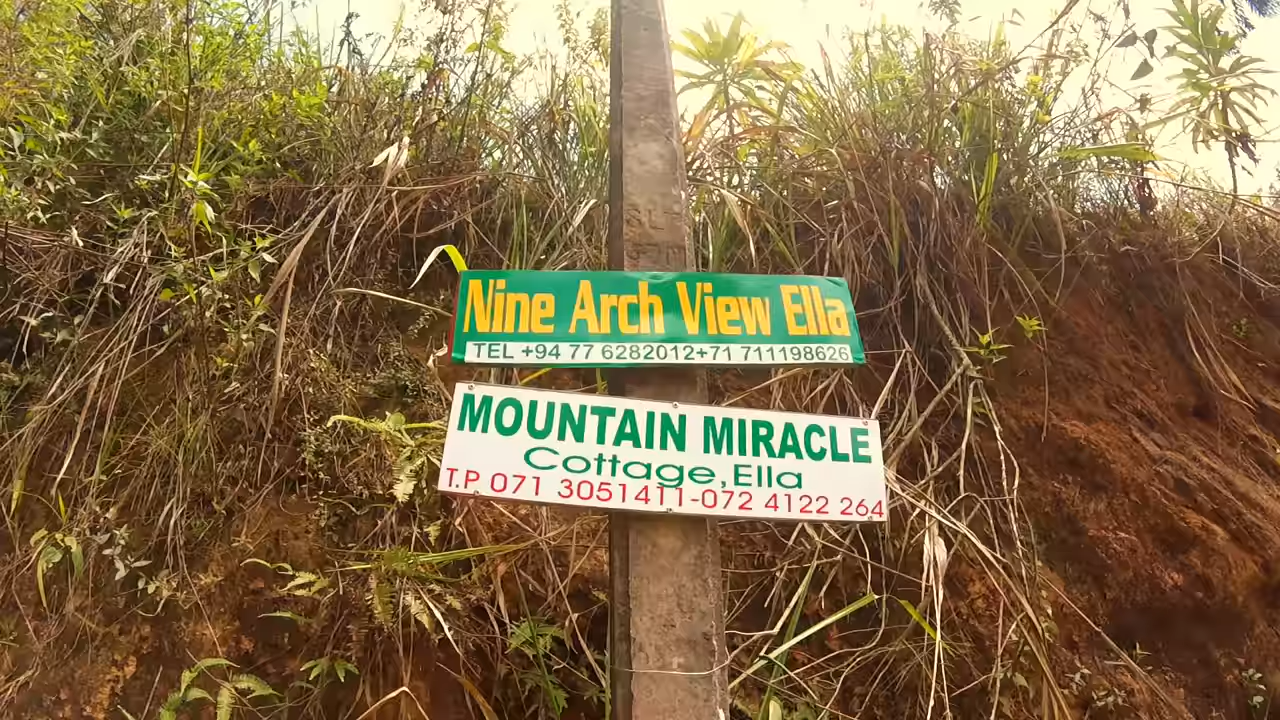 SLT
Nine Arch View Ella
TEL +94 77 6282012+71 711198626
MOUNTAIN MIRACLE
Cottage,Ella
T.P 071 3051411-072 4122 264